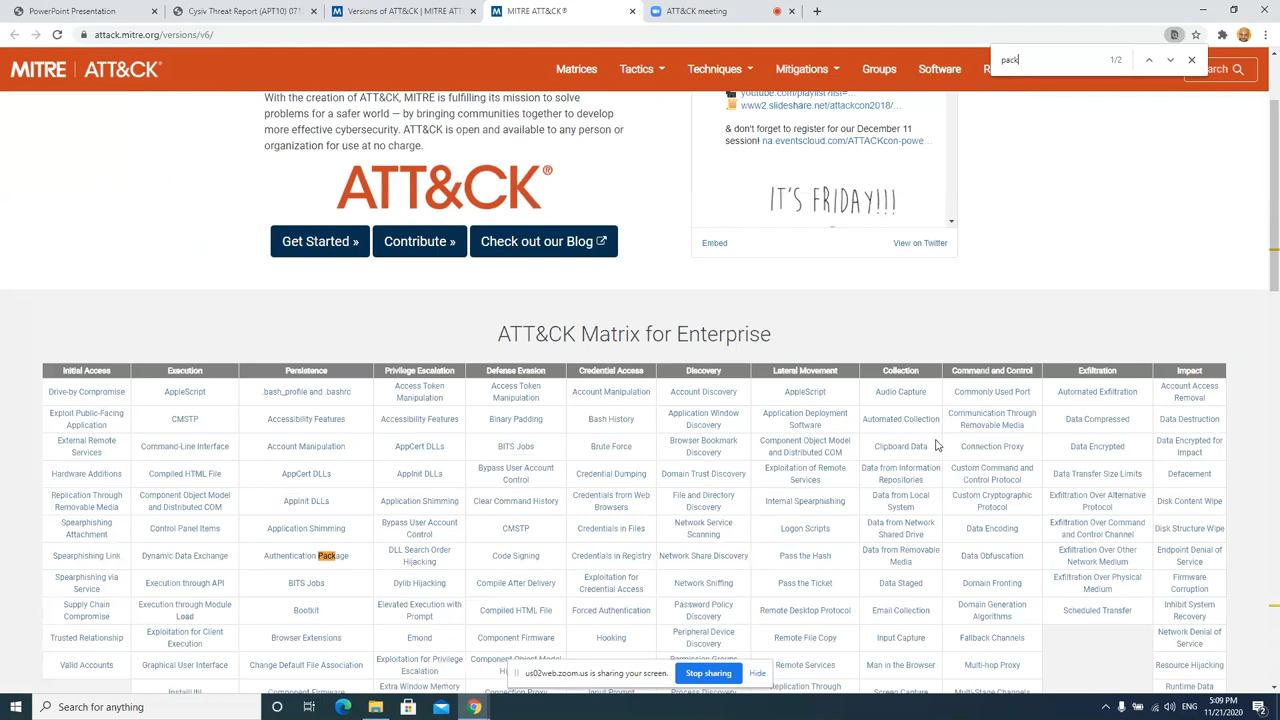 PowerPoint Presentation
Cysiv Threat Report (APT10) 071
Versions of ATT&CK | MITRE ATT
MITRE ATT&CK®
ATT&CK meeting
attack.mitre.org/versions/v6/
pack
1/2
MITRE | ATT&CK®
Matrices
Tactics
Techniques
Mitigations
Groups
Software
With the creation of ATT&CK, MITRE is fulfilling its mission to solve
problems for a safer world — by bringing communities together to develop
more effective cybersecurity. ATT&CK is open and available to any person or
organization for use at no charge.
ATT&CK®
Get Started »
Contribute »
Check out our Blog
youtube.com/playlist?list=…
www2.slideshare.net/attackcon2018/…
& don't forget to register for our December 11
session! na.eventscloud.com/ATTACKcon-powe…
IT'S FRIDAY!!!
Embed
View on Twitter
ATT&CK Matrix for Enterprise
Initial Access Execution Persistence Privilege Escalation Defense Evasion Credential Access Discovery Lateral Movement Collection Command and Control Exfiltration Impact
Drive-by Compromise AppleScript .bash_profile and .bashrc Access Token Manipulation Access Token Manipulation Account Manipulation Account Discovery AppleScript Audio Capture Commonly Used Port Automated Exfiltration Account Access Removal
Exploit Public-Facing Application CMSTP Accessibility Features Accessibility Features Binary Padding Bash History Application Window Discovery Application Deployment Software Automated Collection Communication Through Removable Media Data Compressed Data Destruction
External Remote Services Command-Line Interface Account Manipulation AppCert DLLs BITS Jobs Brute Force Browser Bookmark Discovery Component Object Model and Distributed COM Clipboard Data Connection Proxy Data Encrypted Data Encrypted for Impact
Hardware Additions Compiled HTML File AppCert DLLs AppInit DLLs Bypass User Account Control Credential Dumping Domain Trust Discovery Exploitation of Remote Services Data from Information Repositories Custom Command and Control Protocol Data Transfer Size Limits Defacement
Replication Through Removable Media Component Object Model and Distributed COM AppInit DLLs Application Shimming Clear Command History Credentials from Web Browsers File and Directory Discovery Internal Spearphishing Data from Local System Custom Cryptographic Protocol Exfiltration Over Alternative Protocol Disk Content Wipe
Spearphishing Attachment Control Panel Items Application Shimming Bypass User Account Control CMSTP Credentials in Files Network Service Scanning Logon Scripts Data from Network Shared Drive Data Encoding Exfiltration Over Command and Control Channel Disk Structure Wipe
Spearphishing Link Dynamic Data Exchange Authentication Package DLL Search Order Hijacking Code Signing Credentials in Registry Network Share Discovery Pass the Hash Data from Removable Media Data Obfuscation Exfiltration Over Other Network Medium Endpoint Denial of Service
Spearphishing via Service Execution through API BITS Jobs Dylib Hijacking Compile After Delivery Exploitation for Credential Access Network Sniffing Pass the Ticket Data Staged Domain Fronting Exfiltration Over Physical Medium Firmware Corruption
Supply Chain Compromise Execution through Module Load Bootkit Elevated Execution with Prompt Compiled HTML File Forced Authentication Password Policy Discovery Remote Desktop Protocol Email Collection Domain Generation Algorithms Scheduled Transfer Inhibit System Recovery
Trusted Relationship Exploitation for Client Execution Browser Extensions Emond Component Firmware Hooking Peripheral Device Discovery Remote File Copy Input Capture Fallback Channels Network Denial of Service
Valid Accounts Graphical User Interface Change Default File Association Exploitation for Privilege Escalation Component Object Remote Services Man in the Browser Multi-hop Proxy Resource Hijacking
Extra Window Memory Screen Capture Multi-Stage Channels Runtime Data
us02web.zoom.us is sharing your screen.
Stop sharing
Hide
Search for anything
ENG
5:09 PM
11/21/2020
2